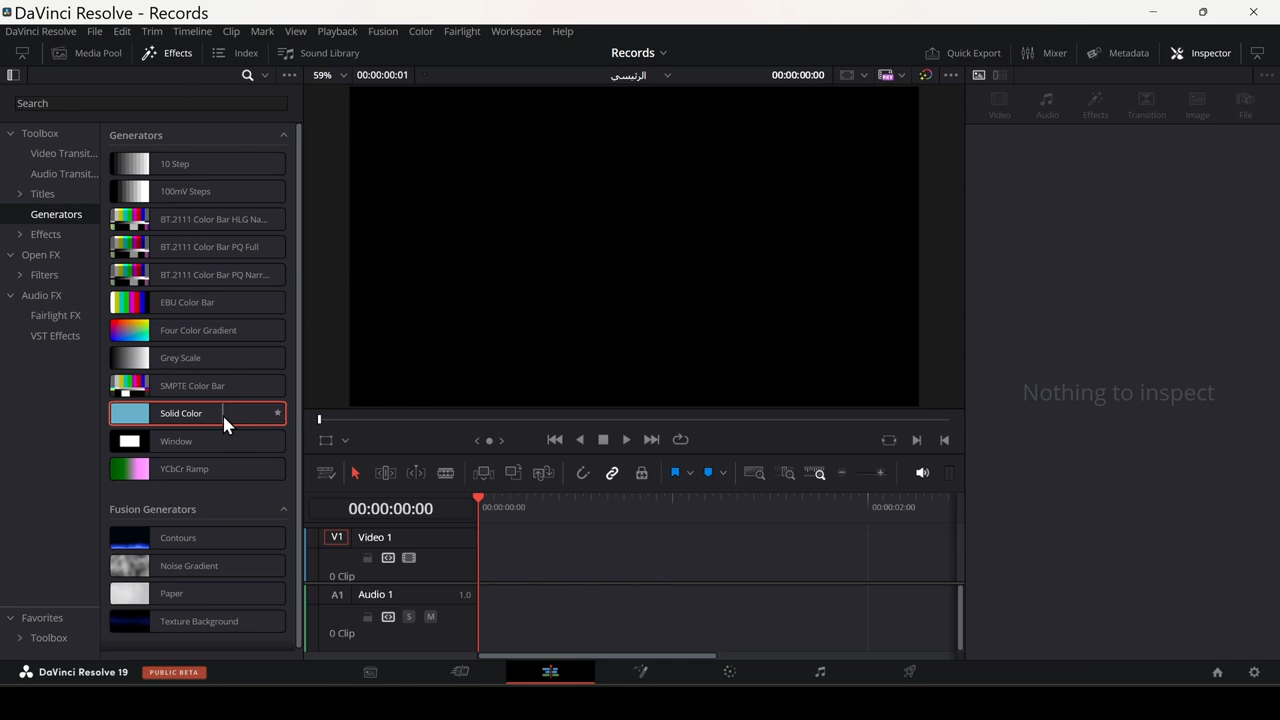 DaVinci Resolve - Records
DaVinci Resolve File Edit Trim Timeline Clip Mark View Playback Fusion Color Fairlight Workspace Help
Media Pool Effects Index Sound Library Records Quick Export Mixer Metadata Inspector
59% 00:00:00:01 الرئيسي 00:00:00:00
Search
Video Audio Effects Transition Image File
Toolbox
Video Transit...
Audio Transit...
Titles
Generators
Effects
Open FX
Filters
Audio FX
Fairlight FX
VST Effects
Favorites
Toolbox
Generators
10 Step
100mV Steps
BT.2111 Color Bar HLG Na...
BT.2111 Color Bar PQ Full
BT.2111 Color Bar PQ Narr...
EBU Color Bar
Four Color Gradient
Grey Scale
SMPTE Color Bar
Solid Color
Window
YCbCr Ramp
Fusion Generators
Contours
Noise Gradient
Paper
Texture Background
Nothing to inspect
00:00:00:00 00:00:00:00 00:00:02:00
V1 Video 1
0 Clip
A1 Audio 1 1.0
S M
0 Clip
DaVinci Resolve 19 PUBLIC BETA